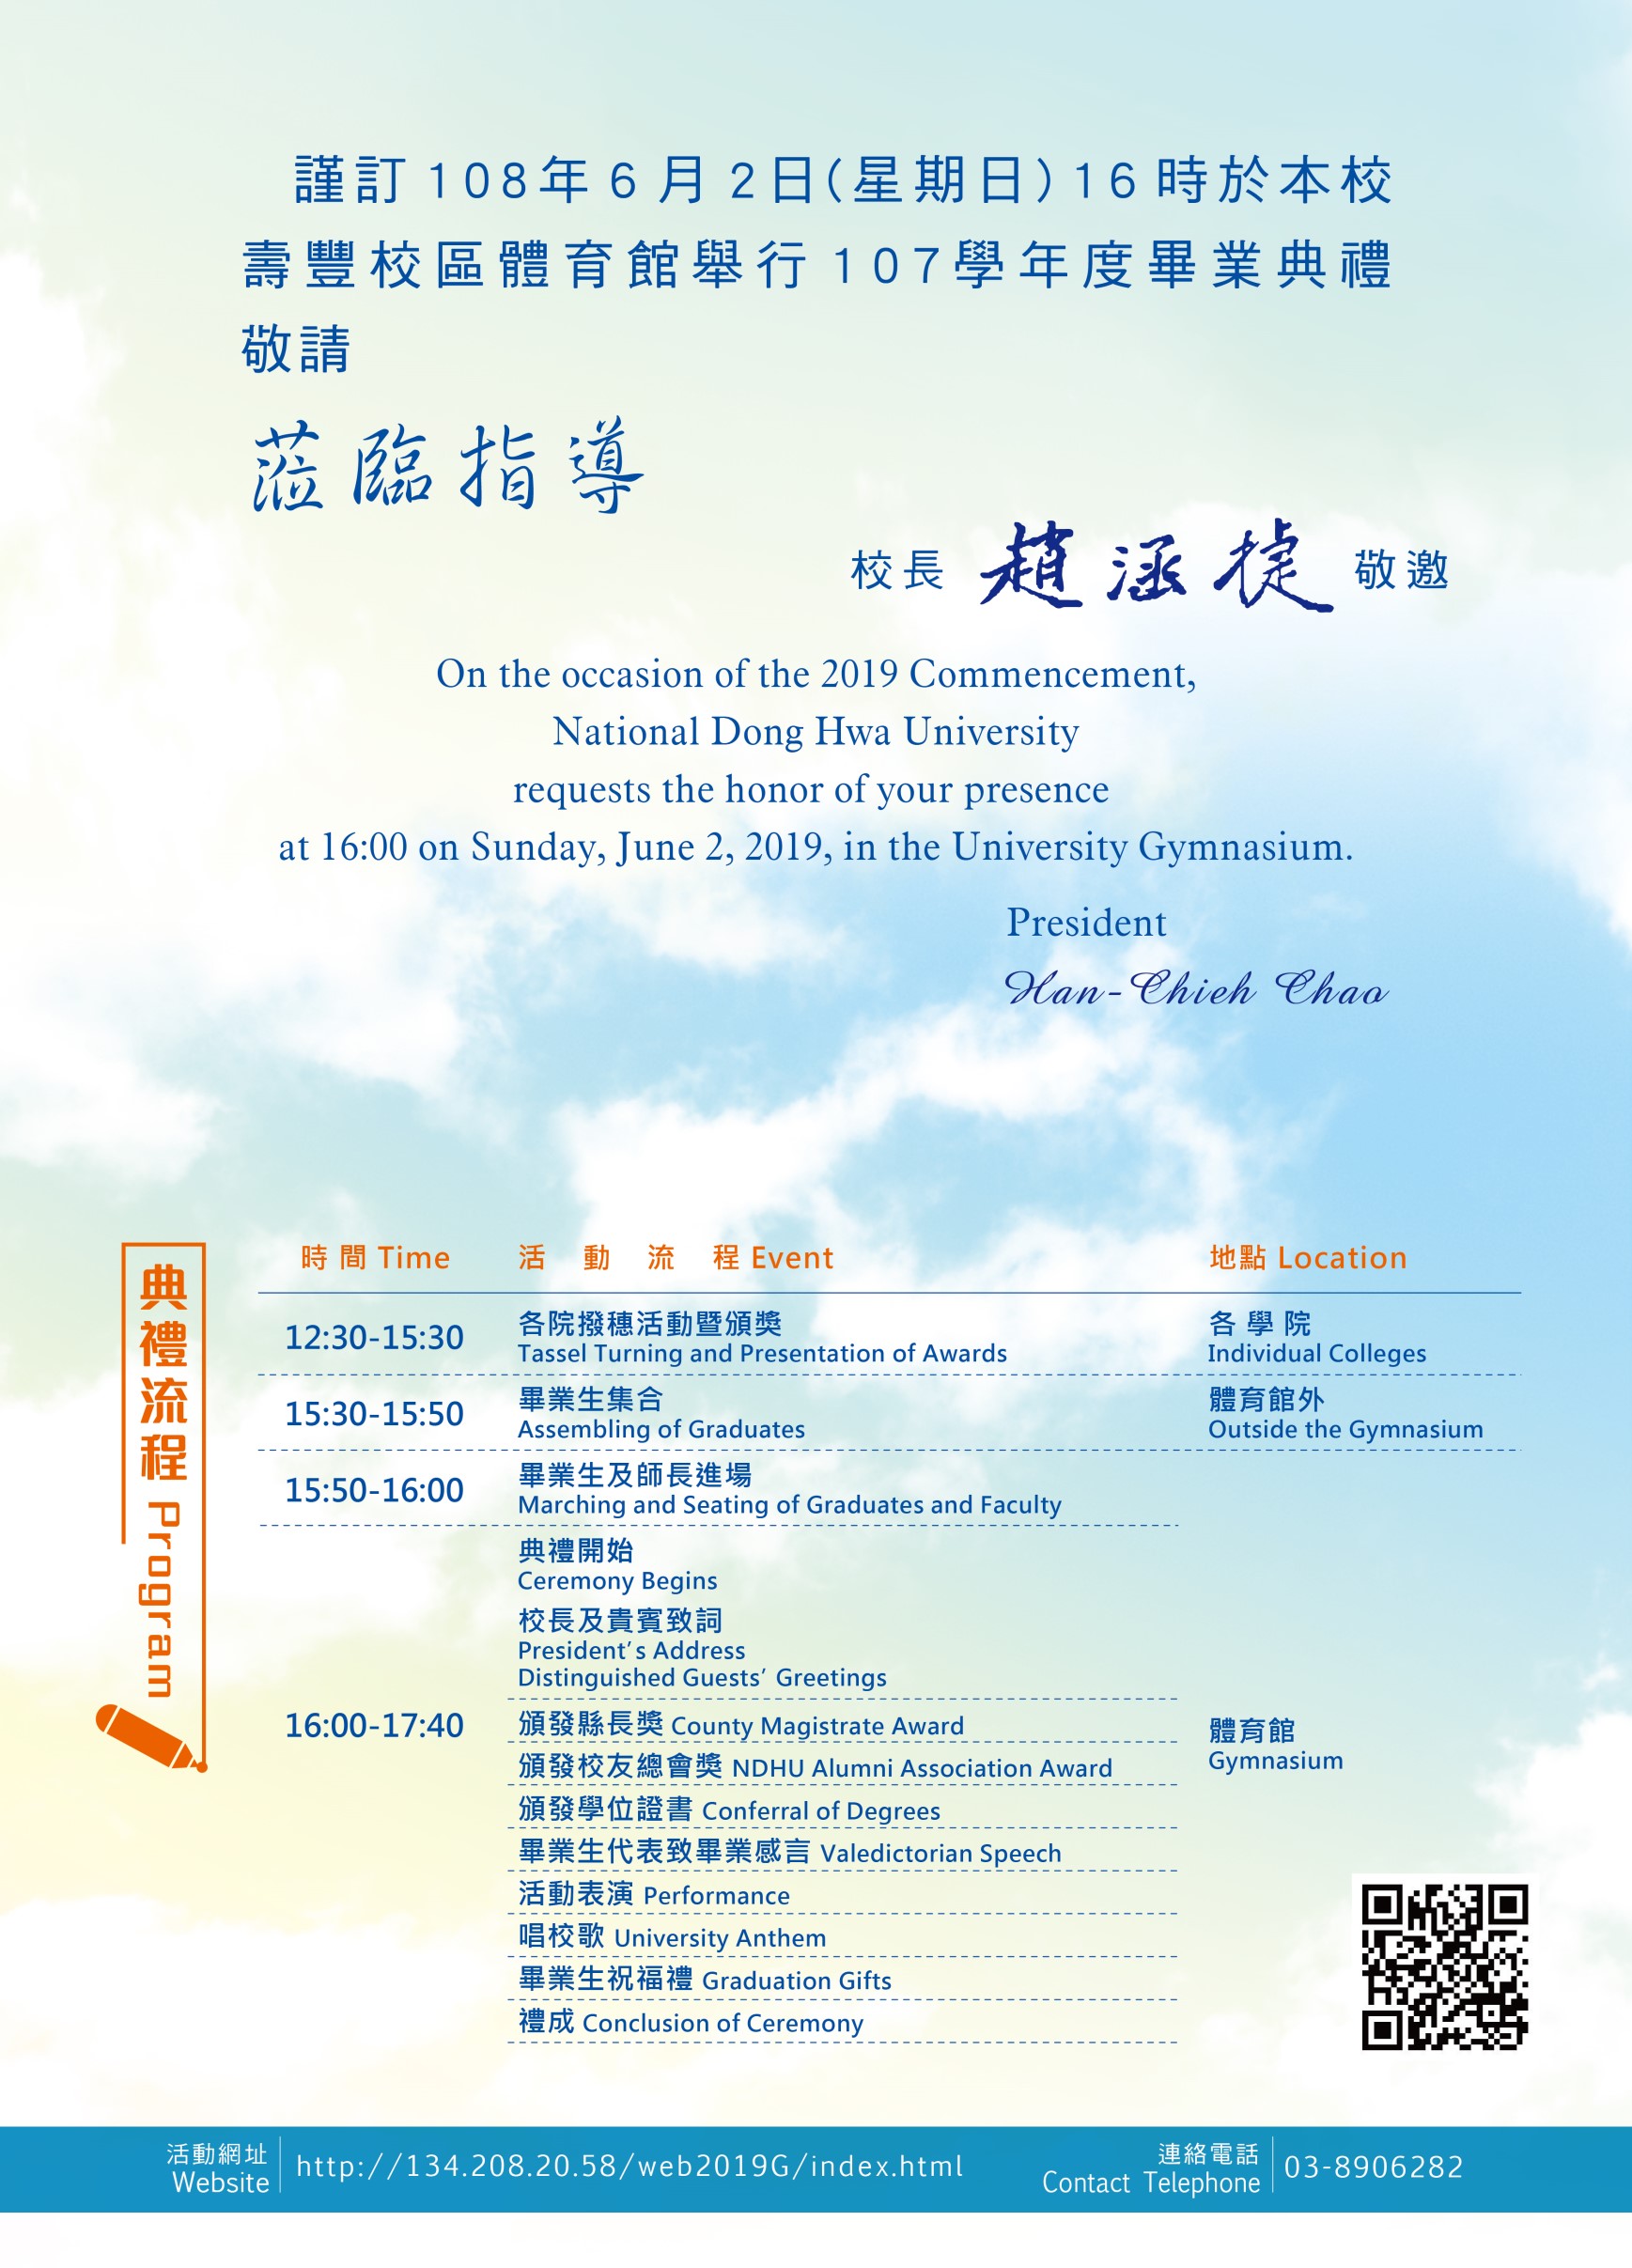 謹訂108年6月2日(星期日)16時於本校
壽豐校區體育館舉行107學年度畢業典禮
敬請
蒞臨指導
校長 趙涵捷 敬邀
On the occasion of the 2019 Commencement,
National Dong Hwa University
requests the honor of your presence
at 16:00 on Sunday, June 2, 2019, in the University Gymnasium.
President
Han-Chieh Chao
典禮流程 Program
時間 Time 活動流程 Event 地點 Location
12:30-15:30
各院撥穗活動暨頒獎
Tassel Turning and Presentation of Awards
各學院
Individual Colleges
15:30-15:50
畢業生集合
Assembling of Graduates
體育館外
Outside the Gymnasium
15:50-16:00
畢業生及師長進場
Marching and Seating of Graduates and Faculty
16:00-17:40
典禮開始
Ceremony Begins
校長及貴賓致詞
President's Address
Distinguished Guests' Greetings
頒發縣長獎 County Magistrate Award
頒發校友總會獎 NDHU Alumni Association Award
頒發學位證書 Conferral of Degrees
畢業生代表致畢業感言 Valedictorian Speech
活動表演 Performance
唱校歌 University Anthem
畢業生祝福禮 Graduation Gifts
禮成 Conclusion of Ceremony
體育館
Gymnasium
活動網址
Website
http://134.208.20.58/web2019G/index.html
連絡電話
Contact Telephone
03-8906282